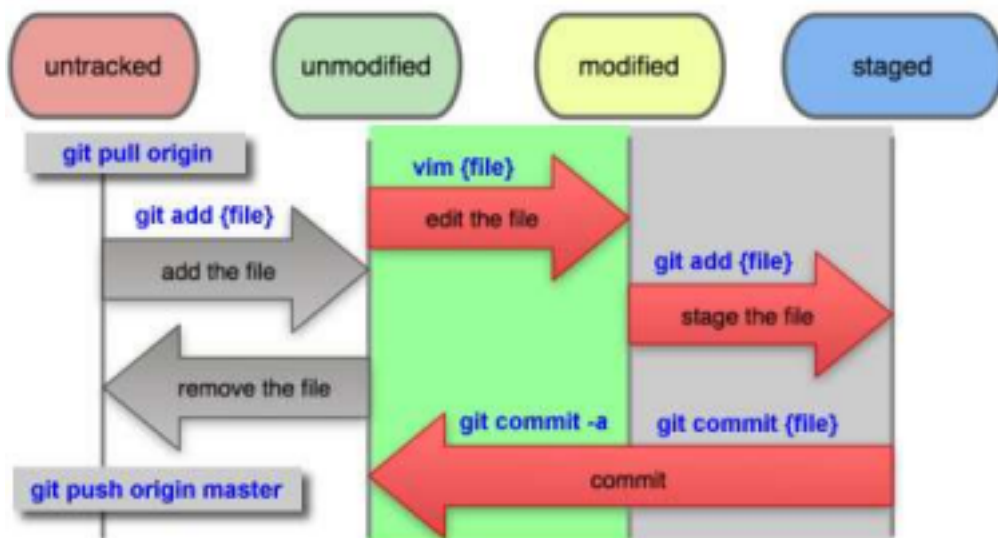 untracked
unmodified
modified
staged
git pull origin
vim {file}
edit the file
git add {file}
add the file
git add {file}
stage the file
remove the file
git commit -a
git commit {file}
commit
git push origin master